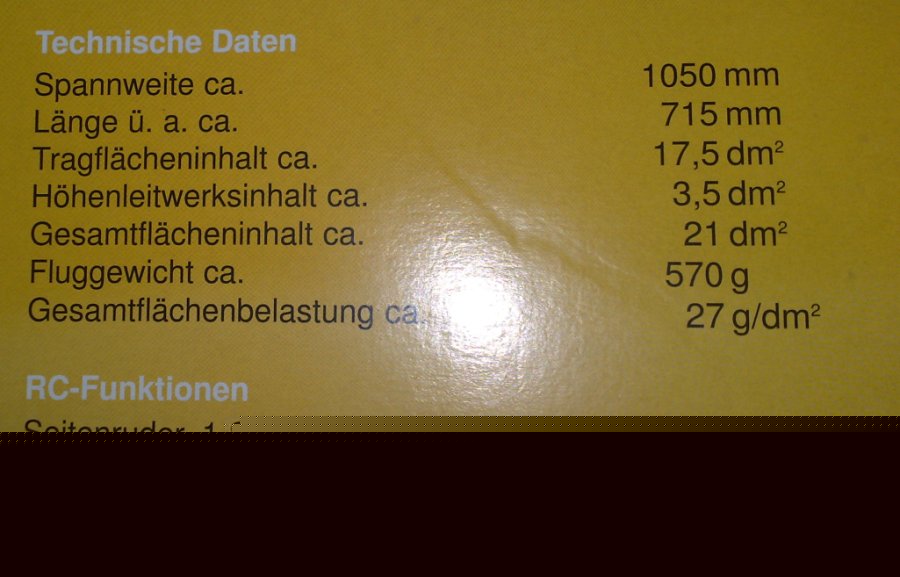 Technische Daten
Spannweite ca. 1050 mm
Länge ü. a. ca. 715 mm
Tragflächeninhalt ca. 17,5 dm²
Höhenleitwerksinhalt ca. 3,5 dm²
Gesamtflächeninhalt ca. 21 dm²
Fluggewicht ca. 570 g
Gesamtflächenbelastung ca. 27 g/dm²
RC-Funktionen
Seitenruder